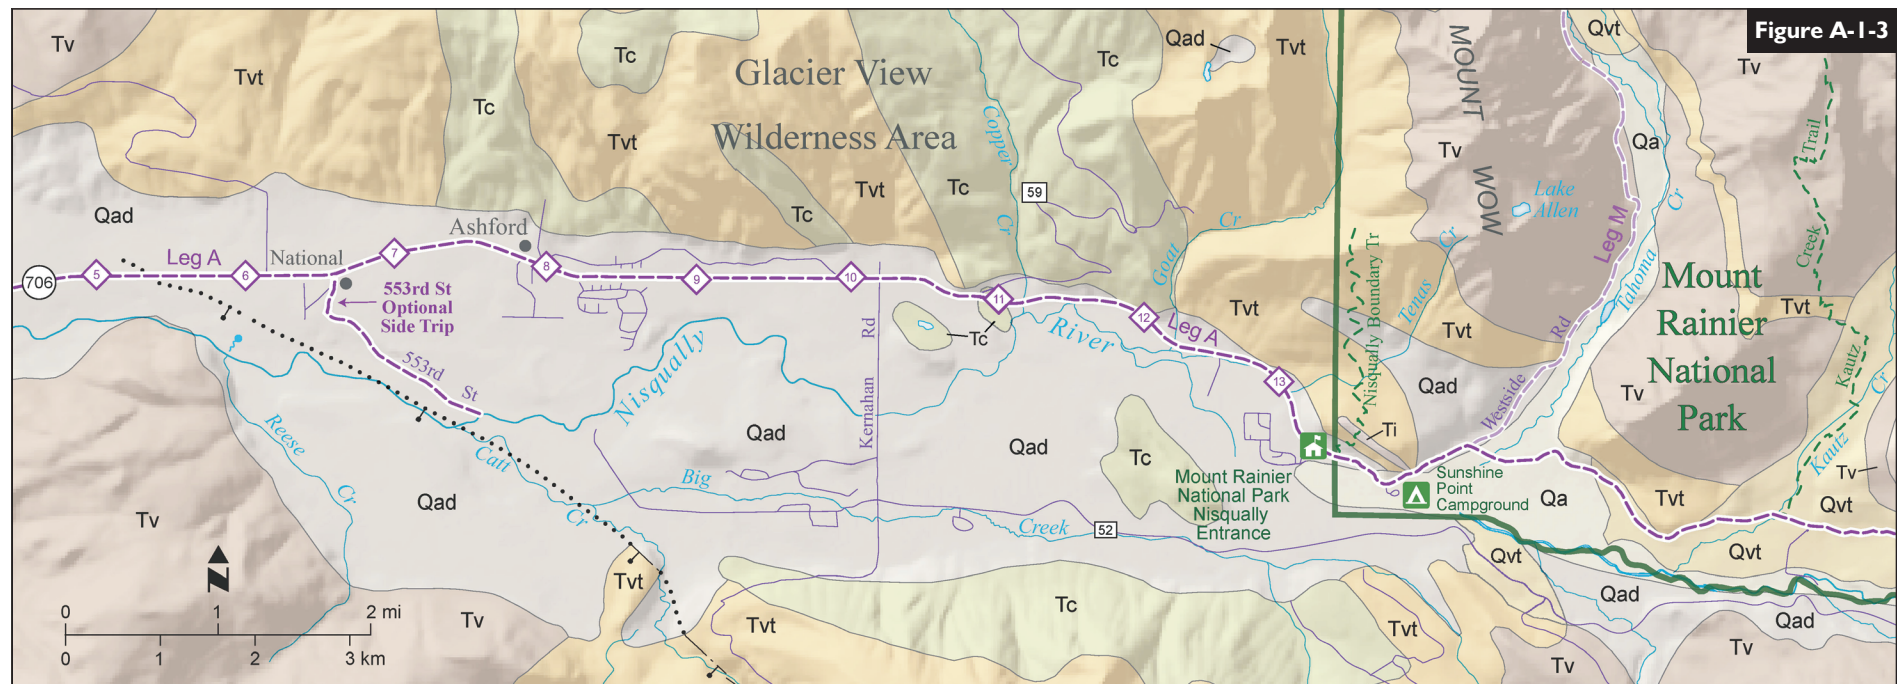 Figure A-1-3
Tv
Tvt
Tc
Tc
Glacier View
Wilderness Area
Tvt
Tvt
Tc
Tc
Tc
Qad
Tvt
MOUNT
WOW
Qvt
Tv
Tv
Qa
Lake
Allen
Copper
Cr
59
Goat
Cr
Nisqually Boundary Tr
Tenas
Cr
Leg M
Tahoma
Cr
Westside
Rd
Trail
Creek
Kautz
Mount
Rainier
National
Park
Tvt
Kautz
Cr
Qad
706
5
Leg A
6
National
7
Ashford
8
9
10
11
12
Leg A
13
553rd St
Optional
Side Trip
553rd
St
Nisqually
River
Tc
Kernahan
Rd
Tvt
Tvt
Qad
Tv
Ti
Reese
Cr
Catt
Cr
Qad
Big
Creek
52
Qad
Qad
Tc
Mount Rainier
National Park
Nisqually
Entrance
Sunshine
Point
Campground
Qa
Tvt
Tv
Qvt
Qvt
Qvt
Tv
Tvt
Tc
Tv
Tvt
Tvt
Qad
Qad
Tv
Tv
N
0 1 2 mi
0 1 2 3 km